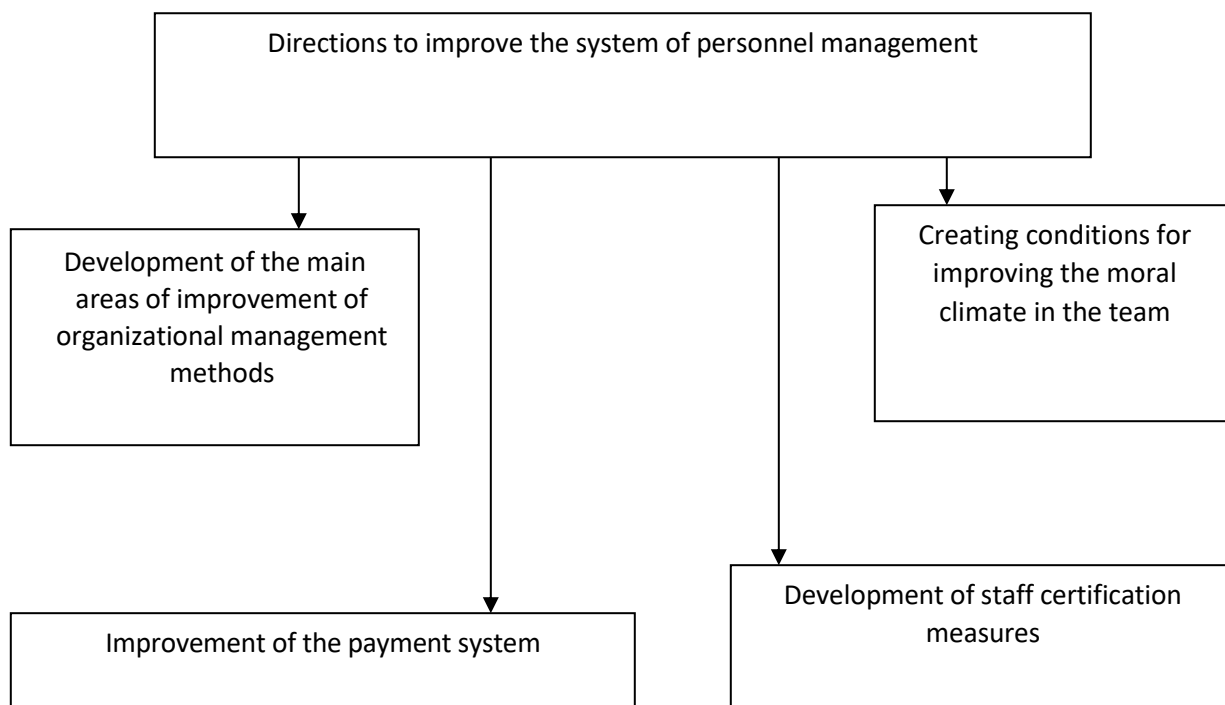 Directions to improve the system of personnel management
Development of the main
areas of improvement of
organizational management
methods
Creating conditions for
improving the moral
climate in the team
Improvement of the payment system
Development of staff certification
measures